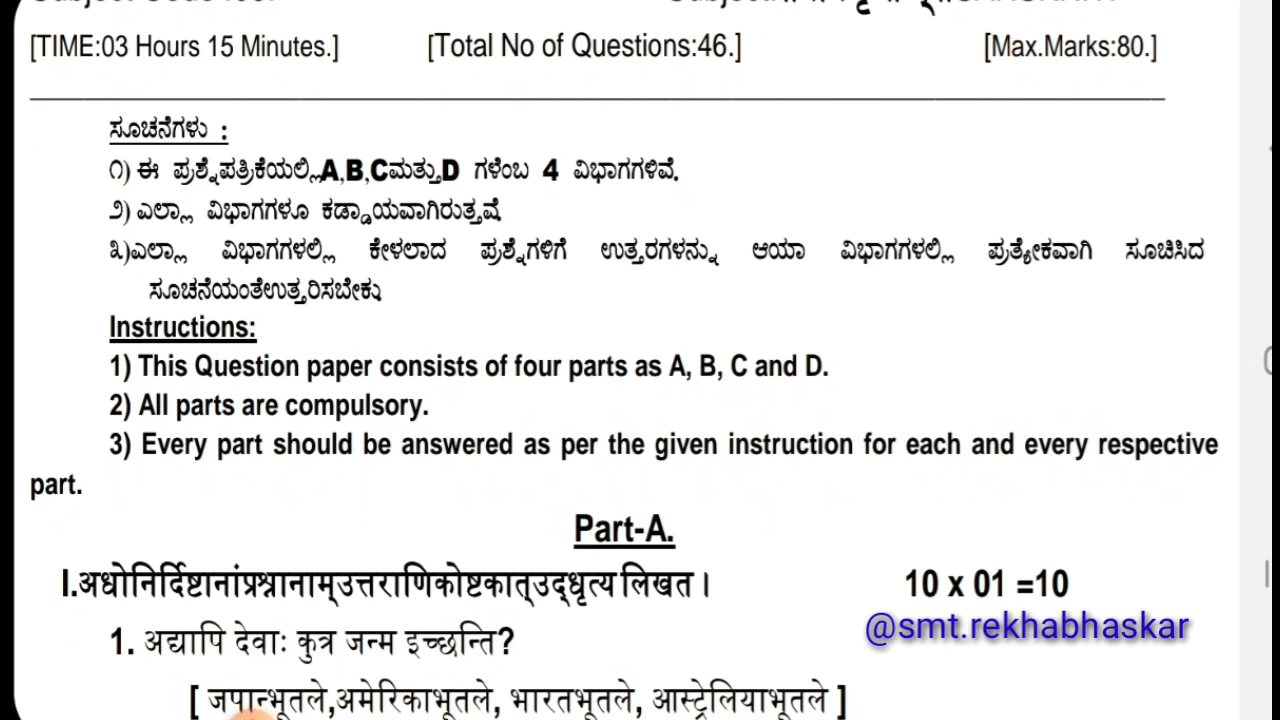 [TIME:03 Hours 15 Minutes.] [Total No of Questions:46.] [Max.Marks:80.]
ಸೂಚನೆಗಳು :
೧) ಈ ಪ್ರಶ್ನೆಪತ್ರಿಕೆಯಲ್ಲಿA,B,Cಮತ್ತುD ಗಳೆಂಬ 4 ವಿಭಾಗಗಳಿವೆ.
೨) ಎಲ್ಲಾ ವಿಭಾಗಗಳೂ ಕಡ್ಡಾಯವಾಗಿರುತ್ತವೆ
೩)ಎಲ್ಲಾ ವಿಭಾಗಗಳಲ್ಲಿ ಕೇಳಲಾದ ಪ್ರಶ್ನೆಗಳಿಗೆ ಉತ್ತರಗಳನ್ನು ಆಯಾ ವಿಭಾಗಗಳಲ್ಲಿ ಪ್ರತ್ಯೇಕವಾಗಿ ಸೂಚಿಸಿದ
ಸೂಚನೆಯಂತೆಉತ್ತರಿಸಬೇಕು
Instructions:
1) This Question paper consists of four parts as A, B, C and D.
2) All parts are compulsory.
3) Every part should be answered as per the given instruction for each and every respective
part.
Part-A.
I.अधोनिर्दिष्टानांप्रश्नानाम्उत्तराणिकोष्टकात्उद्धृत्य लिखत। 10 x 01 =10
@smt.rekhabhaskar
1. अद्यापि देवाः कुत्र जन्म इच्छन्ति?
[ जपान्भूतले,अमेरिकाभूतले, भारतभूतले, आस्ट्रेलियाभूतले ]